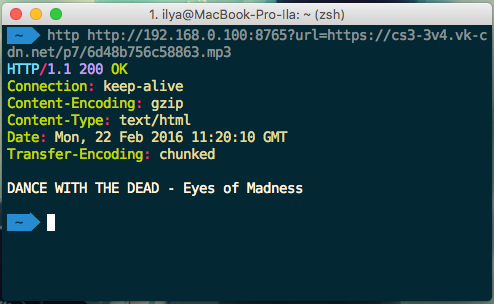 1. ilya@MacBook-Pro-Ila: ~ (zsh)
~ http http://192.168.0.100:8765?url=https://cs3-3v4.vk-c
dn.net/p7/6d48b756c58863.mp3
HTTP/1.1 200 OK
Connection: keep-alive
Content-Encoding: gzip
Content-Type: text/html
Date: Mon, 22 Feb 2016 11:20:10 GMT
Transfer-Encoding: chunked
DANCE WITH THE DEAD - Eyes of Madness
~